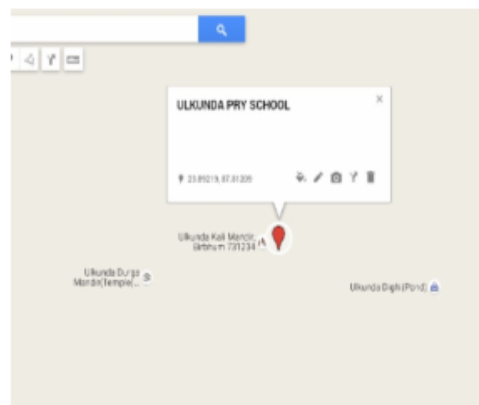 ULKUNDA PRY SCHOOL
Ulkunda Kali Mandir,
Birbhum 731234
Ulkunda Durga
Mandir(Temple(...
Ulkunda Dighi(Pond)